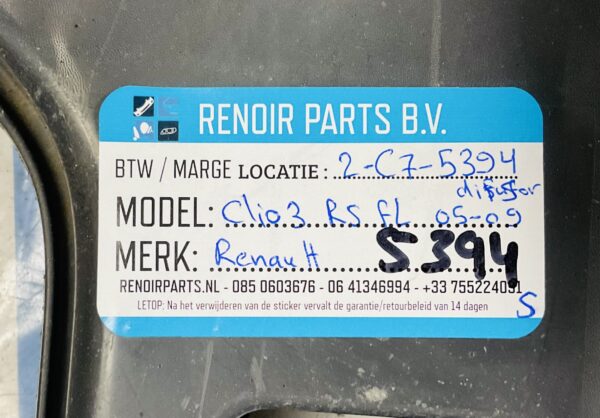 RENOIR PARTS B.V.
BTW / MARGE LOCATIE: 2-C7-5394
difusor
MODEL: Clio 3 RS fL 05-09
MERK: Renault 5394
RENOIRPARTS.NL - 085 0603676 - 06 41346994 - +33 755224091
S
LETOP: Na het verwijderen van de sticker vervalt de garantie/retourbeleid van 14 dagen